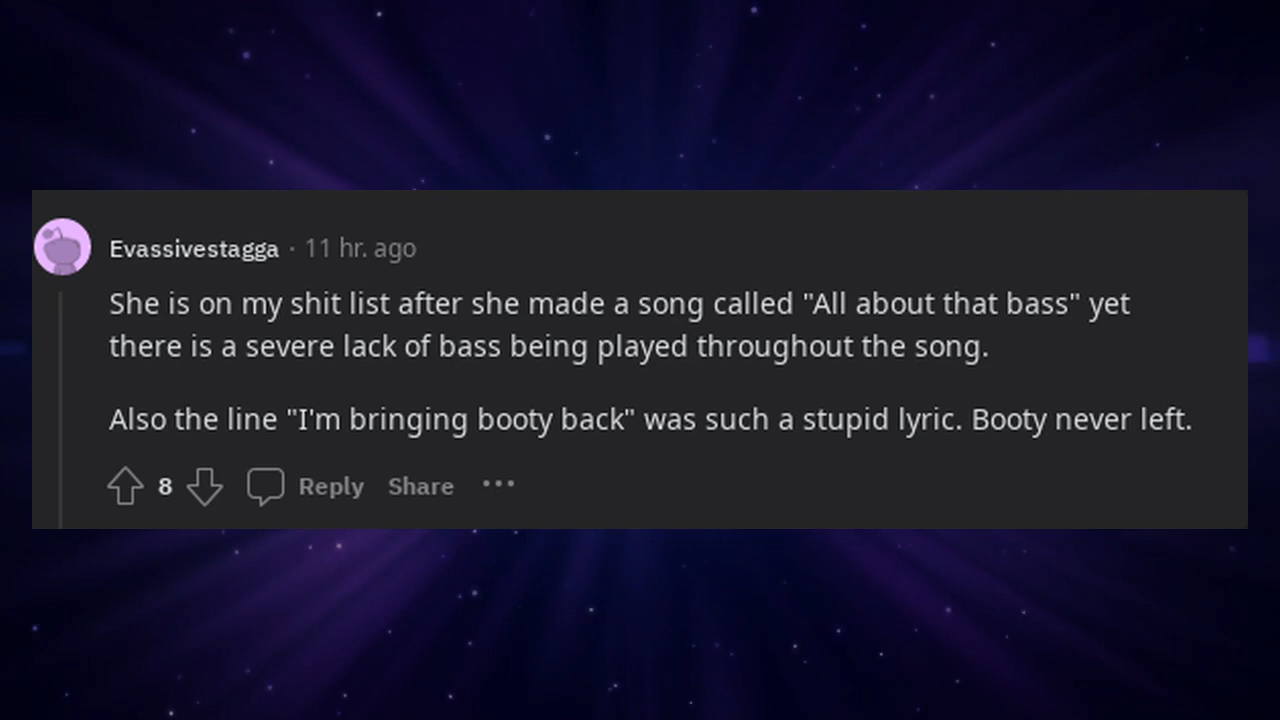 Evassivestagga · 11 hr. ago
She is on my shit list after she made a song called "All about that bass" yet
there is a severe lack of bass being played throughout the song.
Also the line "I'm bringing booty back" was such a stupid lyric. Booty never left.
8 Reply Share •••